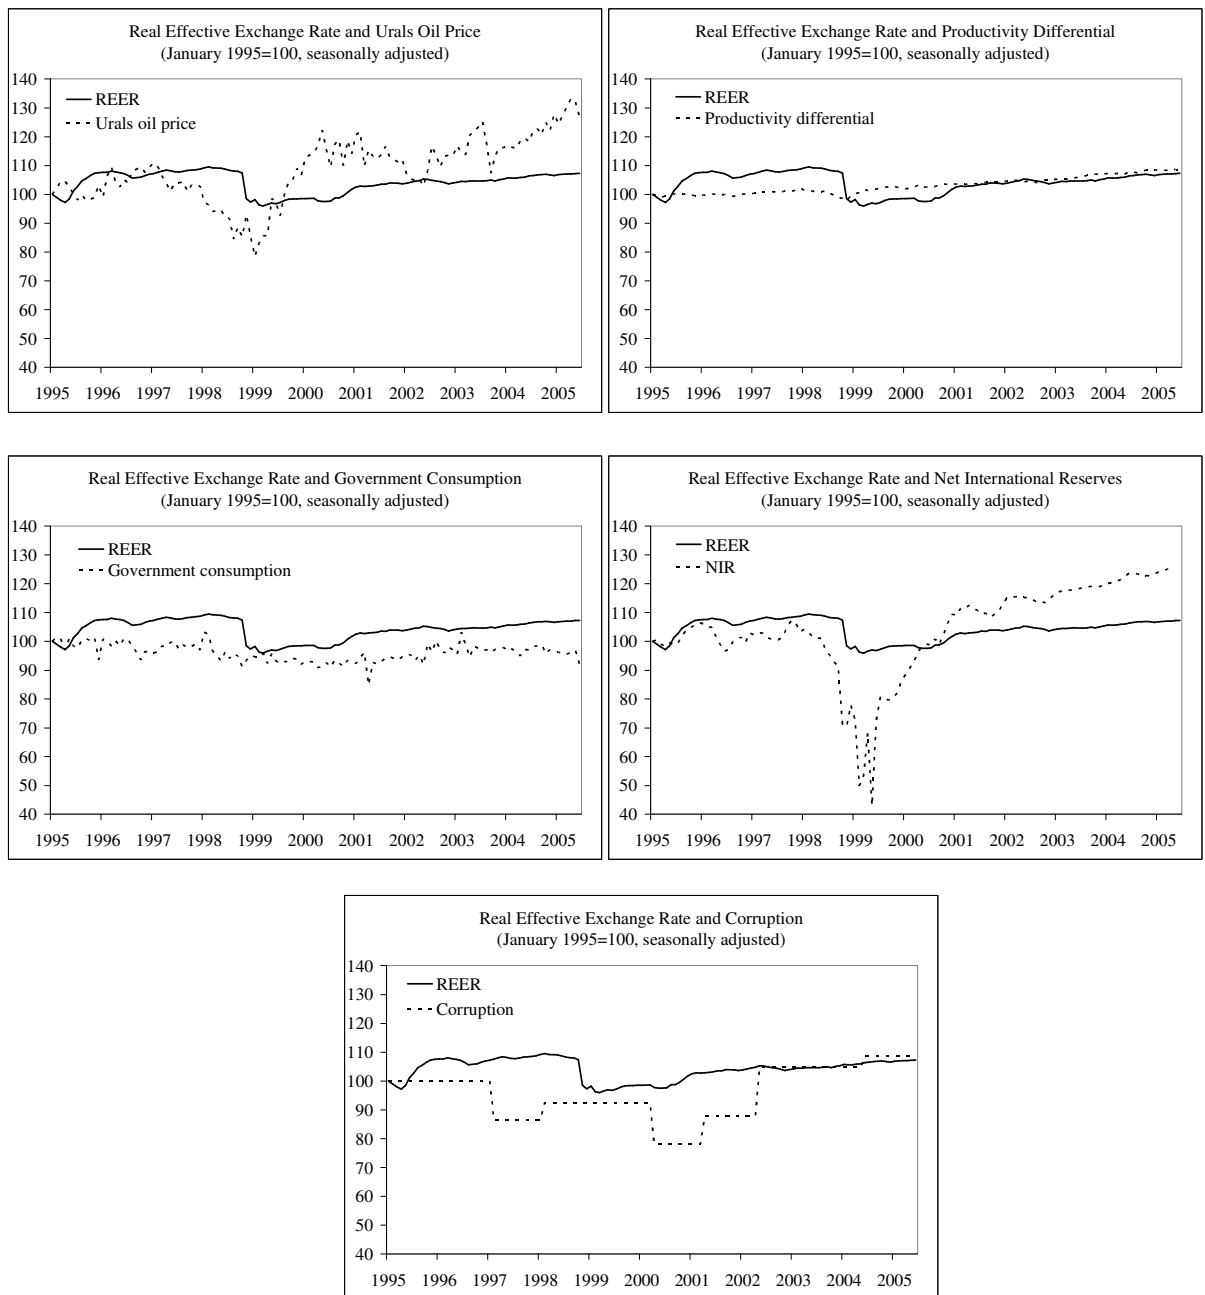 Real Effective Exchange Rate and Urals Oil Price
(January 1995=100, seasonally adjusted)
140
130
120
110
100
90
80
70
60
50
40
REER
Urals oil price
1995 1996 1997 1998 1999 2000 2001 2002 2003 2004 2005
Real Effective Exchange Rate and Productivity Differential
(January 1995=100, seasonally adjusted)
140
130
120
110
100
90
80
70
60
50
40
REER
Productivity differential
1995 1996 1997 1998 1999 2000 2001 2002 2003 2004 2005
Real Effective Exchange Rate and Government Consumption
(January 1995=100, seasonally adjusted)
140
130
120
110
100
90
80
70
60
50
40
REER
Government consumption
1995 1996 1997 1998 1999 2000 2001 2002 2003 2004 2005
Real Effective Exchange Rate and Net International Reserves
(January 1995=100, seasonally adjusted)
140
130
120
110
100
90
80
70
60
50
40
REER
NIR
1995 1996 1997 1998 1999 2000 2001 2002 2003 2004 2005
Real Effective Exchange Rate and Corruption
(January 1995=100, seasonally adjusted)
140
130
120
110
100
90
80
70
60
50
40
REER
Corruption
1995 1996 1997 1998 1999 2000 2001 2002 2003 2004 2005